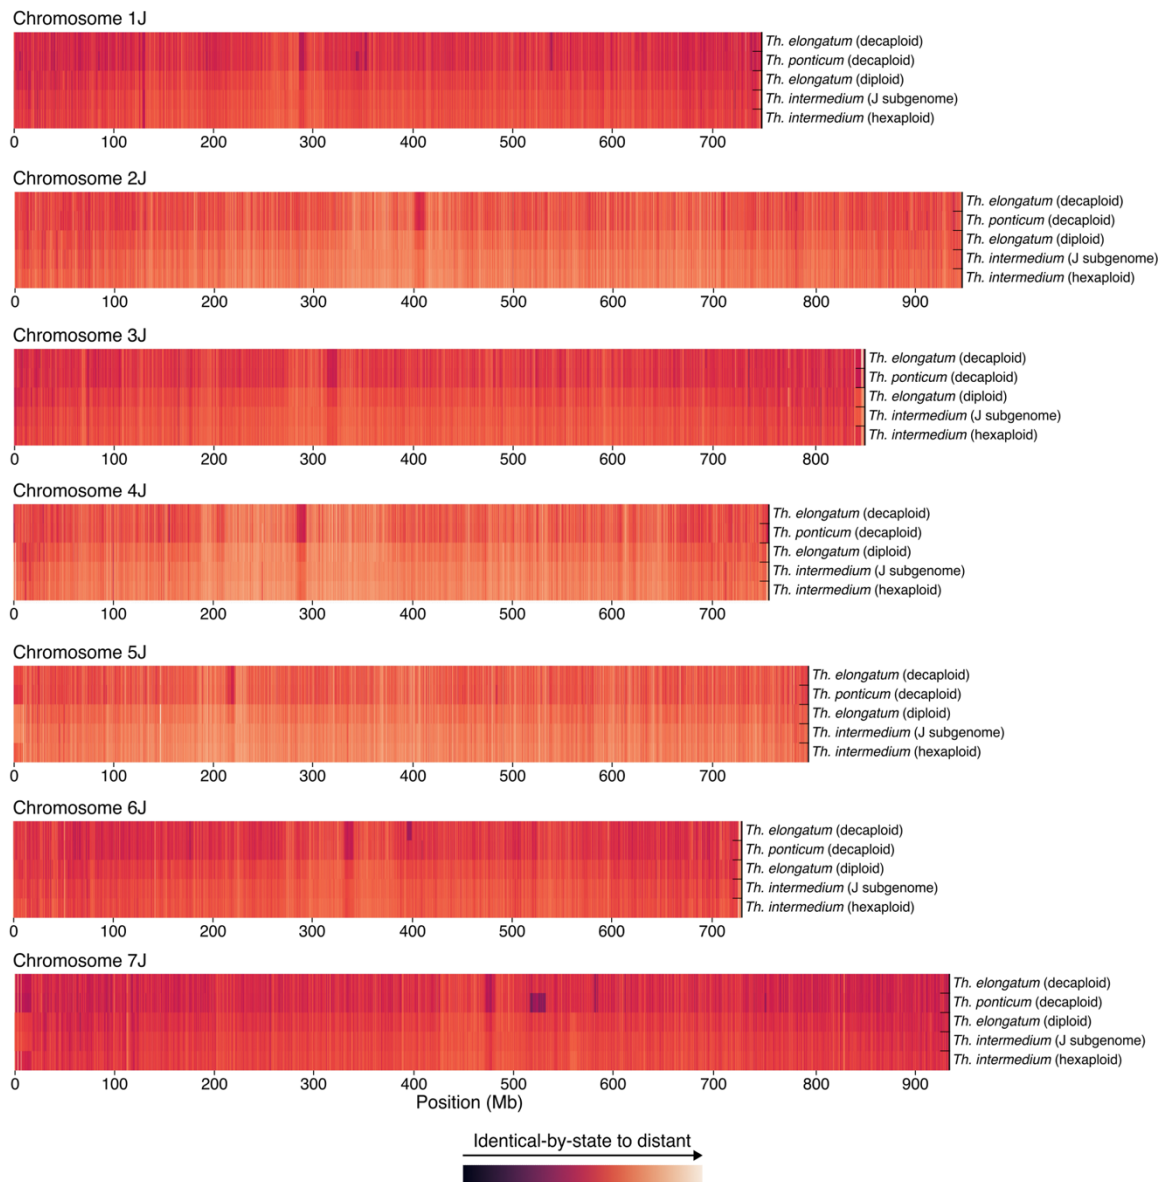 Chromosome 1J
Th. elongatum (decaploid)
Th. ponticum (decaploid)
Th. elongatum (diploid)
Th. intermedium (J subgenome)
Th. intermedium (hexaploid)
0 100 200 300 400 500 600 700
Chromosome 2J
Th. elongatum (decaploid)
Th. ponticum (decaploid)
Th. elongatum (diploid)
Th. intermedium (J subgenome)
Th. intermedium (hexaploid)
0 100 200 300 400 500 600 700 800 900
Chromosome 3J
Th. elongatum (decaploid)
Th. ponticum (decaploid)
Th. elongatum (diploid)
Th. intermedium (J subgenome)
Th. intermedium (hexaploid)
0 100 200 300 400 500 600 700 800
Chromosome 4J
Th. elongatum (decaploid)
Th. ponticum (decaploid)
Th. elongatum (diploid)
Th. intermedium (J subgenome)
Th. intermedium (hexaploid)
0 100 200 300 400 500 600 700
Chromosome 5J
Th. elongatum (decaploid)
Th. ponticum (decaploid)
Th. elongatum (diploid)
Th. intermedium (J subgenome)
Th. intermedium (hexaploid)
0 100 200 300 400 500 600 700
Chromosome 6J
Th. elongatum (decaploid)
Th. ponticum (decaploid)
Th. elongatum (diploid)
Th. intermedium (J subgenome)
Th. intermedium (hexaploid)
0 100 200 300 400 500 600 700
Chromosome 7J
Th. elongatum (decaploid)
Th. ponticum (decaploid)
Th. elongatum (diploid)
Th. intermedium (J subgenome)
Th. intermedium (hexaploid)
0 100 200 300 400 500 600 700 800 900
Position (Mb)
Identical-by-state to distant